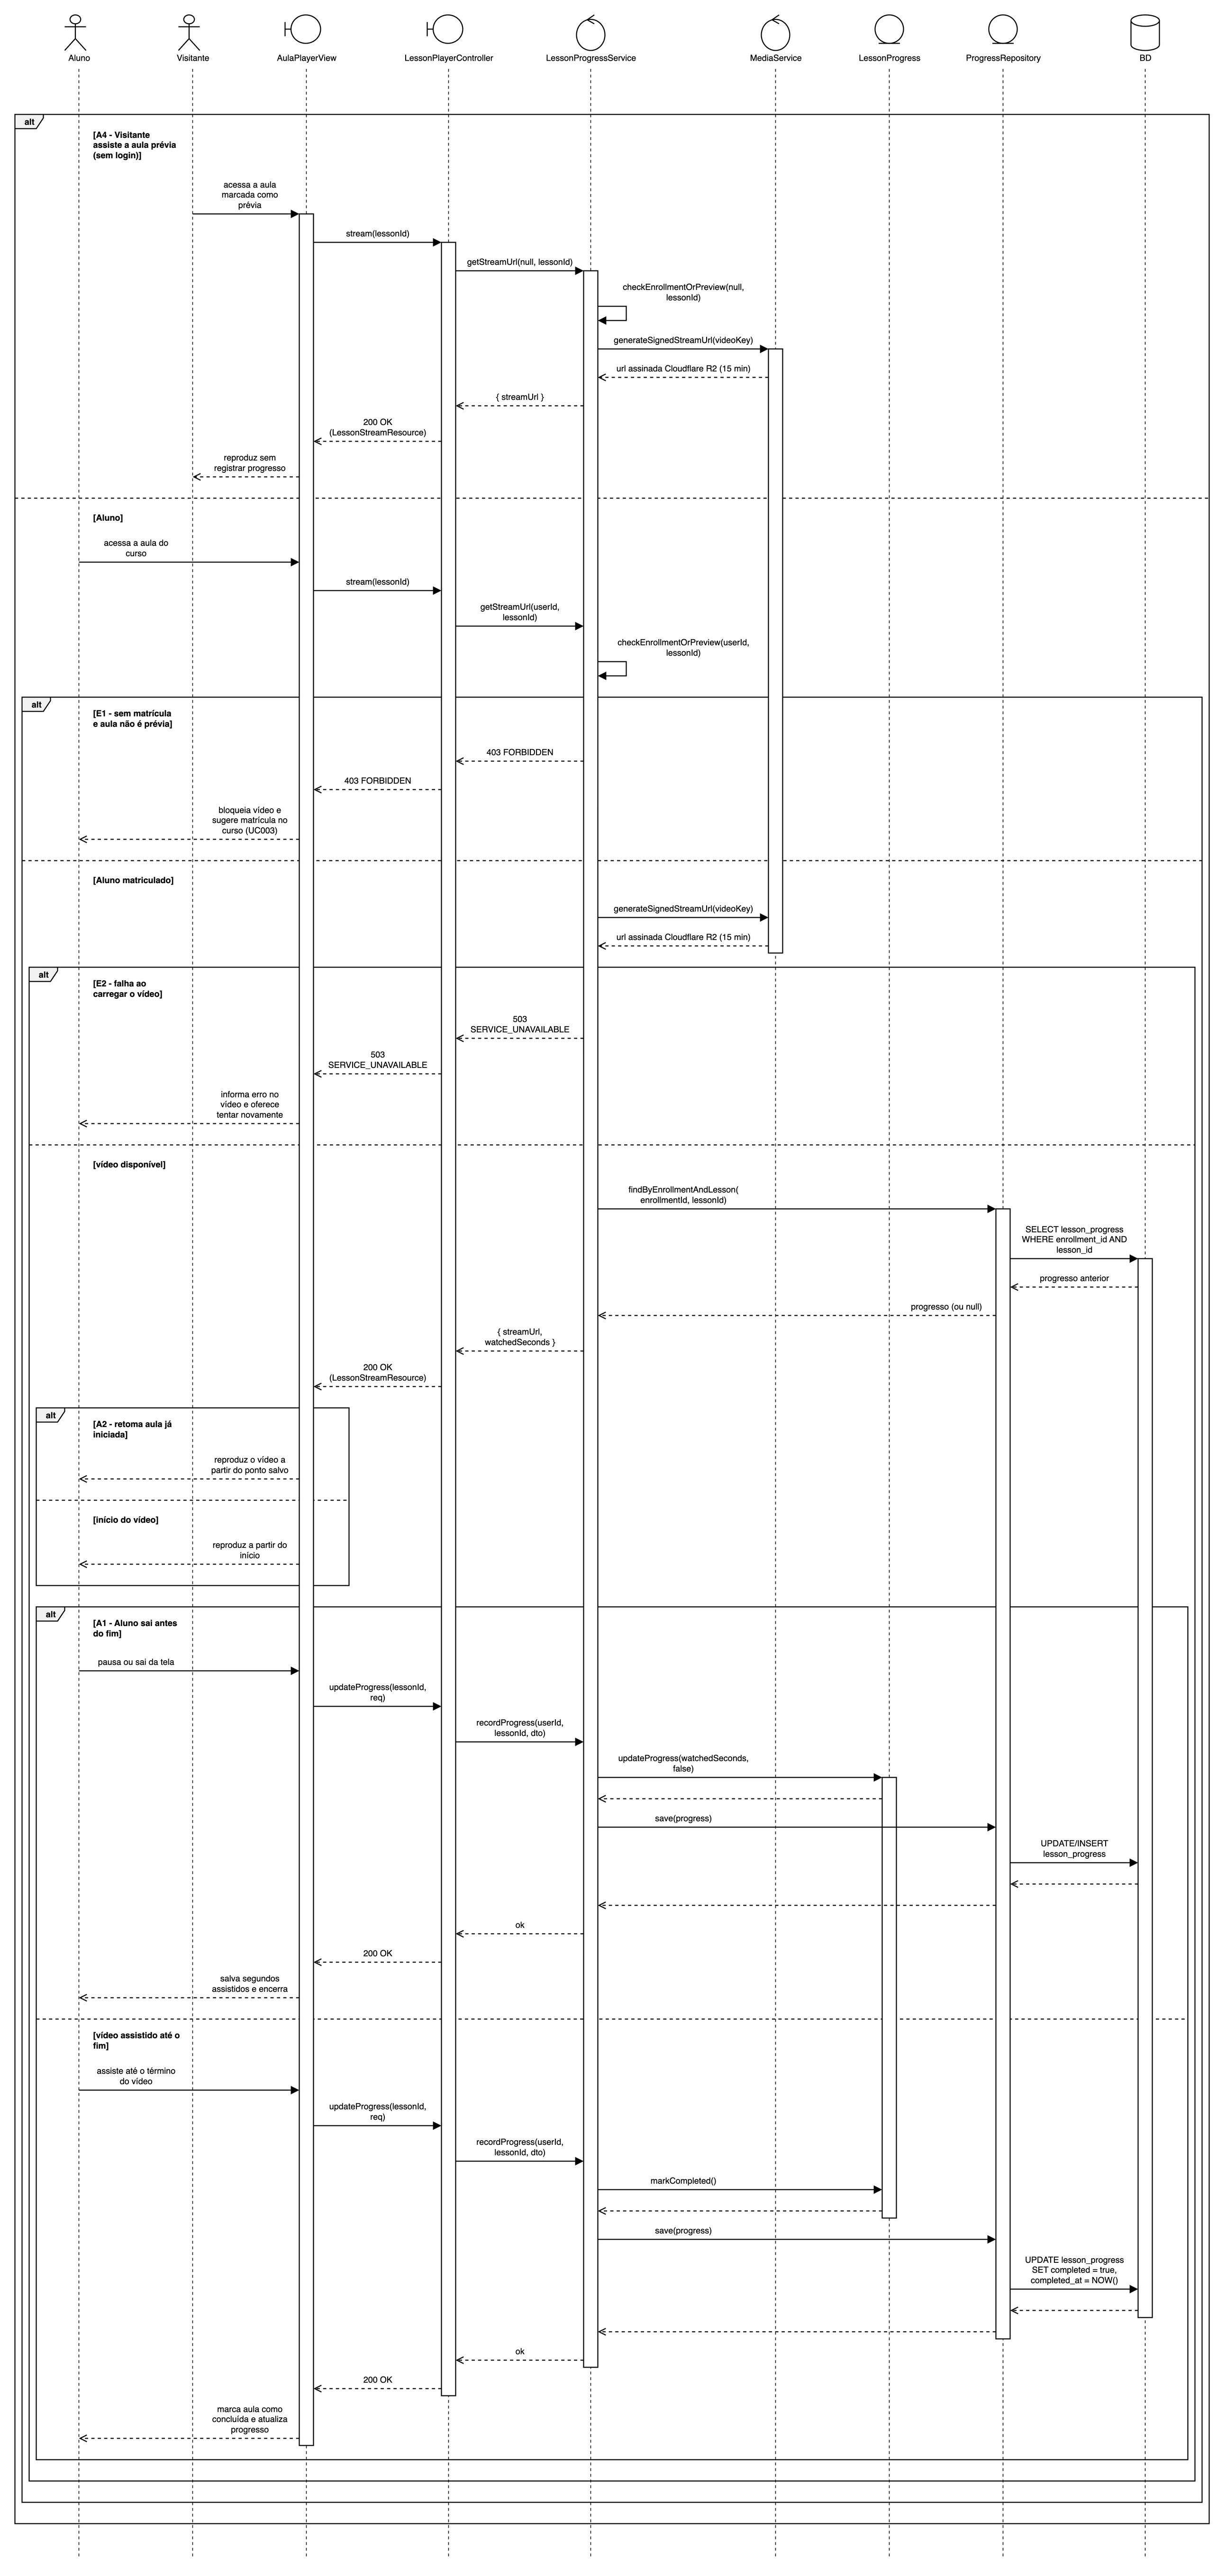 Aluno
Visitante
AulaPlayerView
LessonPlayerController
LessonProgressService
MediaService
LessonProgress
ProgressRepository
BD
alt
[A4 - Visitante
assiste a aula prévia
(sem login)]
acessa a aula
marcada como
prévia
stream(lessonId)
getStreamUrl(null, lessonId)
checkEnrollmentOrPreview(null,
lessonId)
generateSignedStreamUrl(videoKey)
url assinada Cloudflare R2 (15 min)
{ streamUrl }
200 OK
(LessonStreamResource)
reproduz sem
registrar progresso
[Aluno]
acessa a aula do
curso
stream(lessonId)
getStreamUrl(userId,
lessonId)
checkEnrollmentOrPreview(userId,
lessonId)
alt
[E1 - sem matrícula
e aula não é prévia]
403 FORBIDDEN
403 FORBIDDEN
bloqueia vídeo e
sugere matrícula no
curso (UC003)
[Aluno matriculado]
generateSignedStreamUrl(videoKey)
url assinada Cloudflare R2 (15 min)
alt
[E2 - falha ao
carregar o vídeo]
503
SERVICE_UNAVAILABLE
503
SERVICE_UNAVAILABLE
informa erro no
vídeo e oferece
tentar novamente
[vídeo disponível]
findByEnrollmentAndLesson(
enrollmentId, lessonId)
SELECT lesson_progress
WHERE enrollment_id AND
lesson_id
progresso anterior
progresso (ou null)
{ streamUrl,
watchedSeconds }
200 OK
(LessonStreamResource)
alt
[A2 - retoma aula já
iniciada]
reproduz o vídeo a
partir do ponto salvo
[início do vídeo]
reproduz a partir do
início
alt
[A1 - Aluno sai antes
do fim]
pausa ou sai da tela
updateProgress(lessonId,
req)
recordProgress(userId,
lessonId, dto)
updateProgress(watchedSeconds,
false)
save(progress)
UPDATE/INSERT
lesson_progress
ok
200 OK
salva segundos
assistidos e encerra
[vídeo assistido até o
fim]
assiste até o término
do vídeo
updateProgress(lessonId,
req)
recordProgress(userId,
lessonId, dto)
markCompleted()
save(progress)
UPDATE lesson_progress
SET completed = true,
completed_at = NOW()
ok
200 OK
marca aula como
concluída e atualiza
progresso